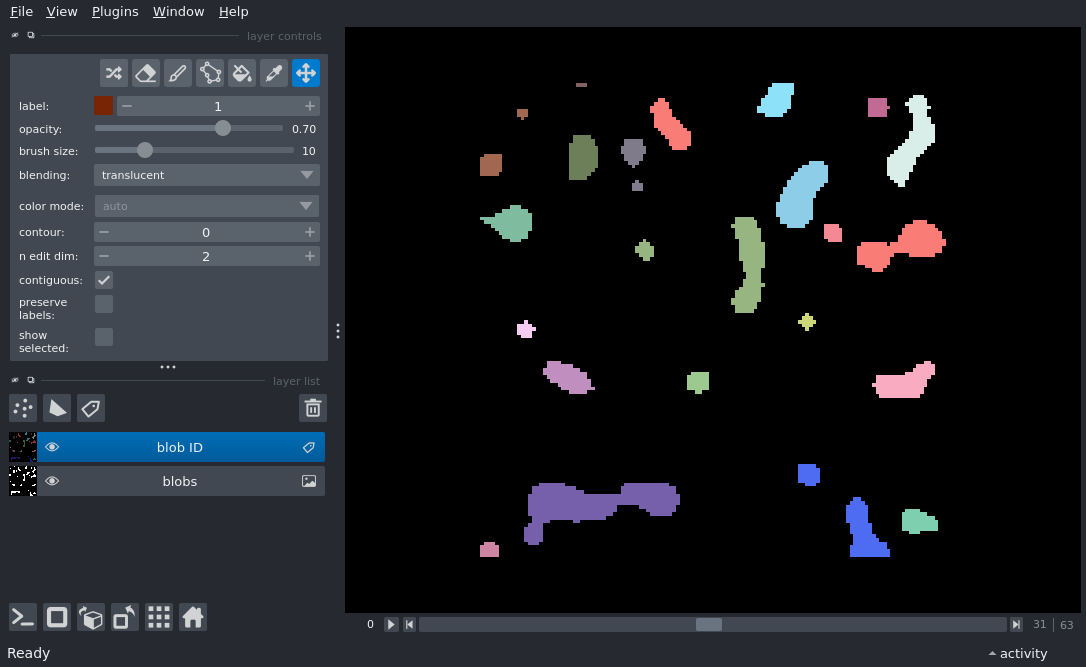 File View Plugins Window Help
layer controls
label: 1
opacity: 0.70
brush size: 10
blending: translucent
color mode: auto
contour: 0
n edit dim: 2
contiguous:
preserve
labels:
show
selected:
layer list
blob ID
blobs
0 31 | 63
Ready activity